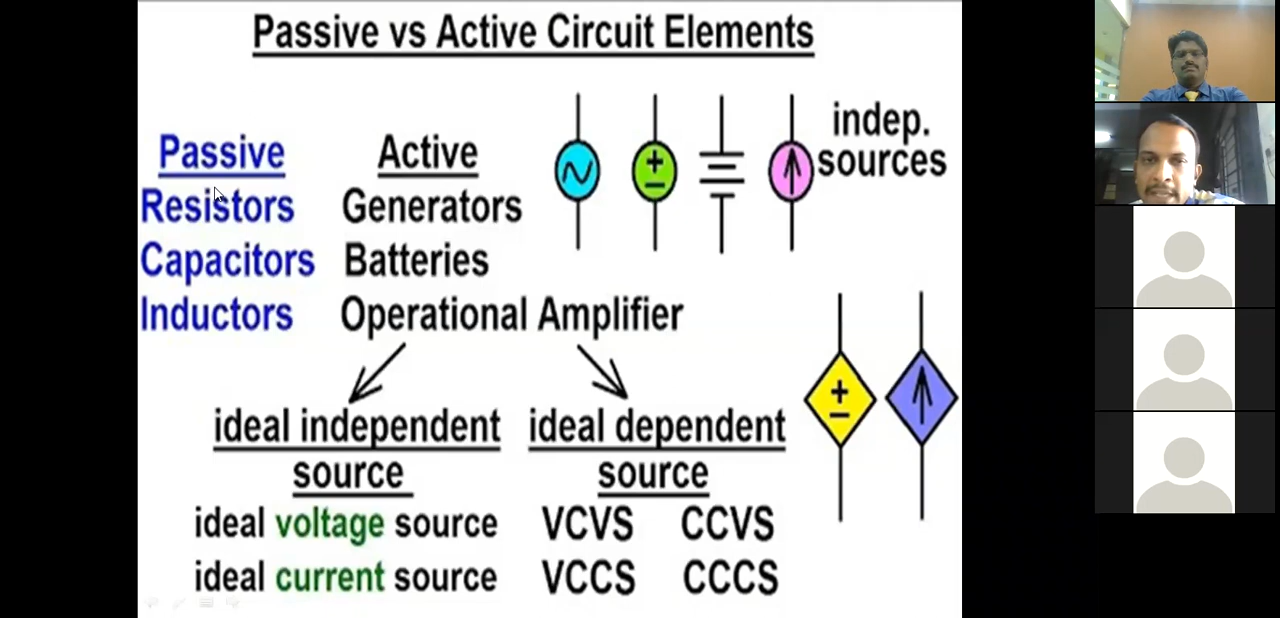 Passive vs Active Circuit Elements
indep.
sources
Passive Active
Resistors Generators
Capacitors Batteries
Inductors Operational Amplifier
ideal independent
source
ideal voltage source
ideal current source
ideal dependent
source
VCVS CCVS
VCCS CCCS